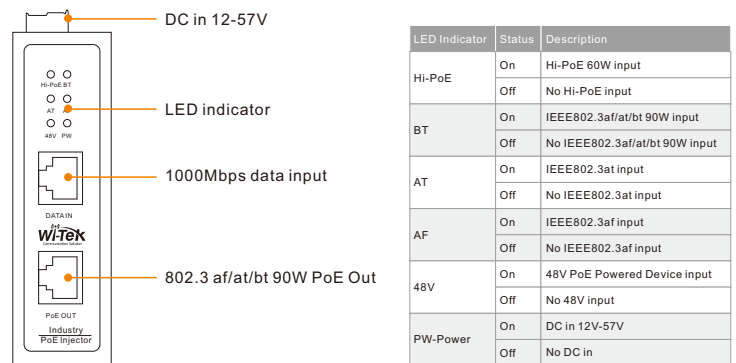 DC in 12-57V
Hi-PoE BT
LED indicator
AT
48V PW
1000Mbps data input
DATA IN
Wi-Tek
Communication Solution
802.3 af/at/bt 90W PoE Out
PoE OUT
Industry
PoE Injector
LED Indicator Status Description
Hi-PoE On Hi-PoE 60W input
Off No Hi-PoE input
BT On IEEE802.3af/at/bt 90W input
Off No IEEE802.3af/at/bt 90W input
AT On IEEE802.3at input
Off No IEEE802.3at input
AF On IEEE802.3af input
Off No IEEE802.3af input
48V On 48V PoE Powered Device input
Off No 48V input
PW-Power On DC in 12V-57V
Off No DC in